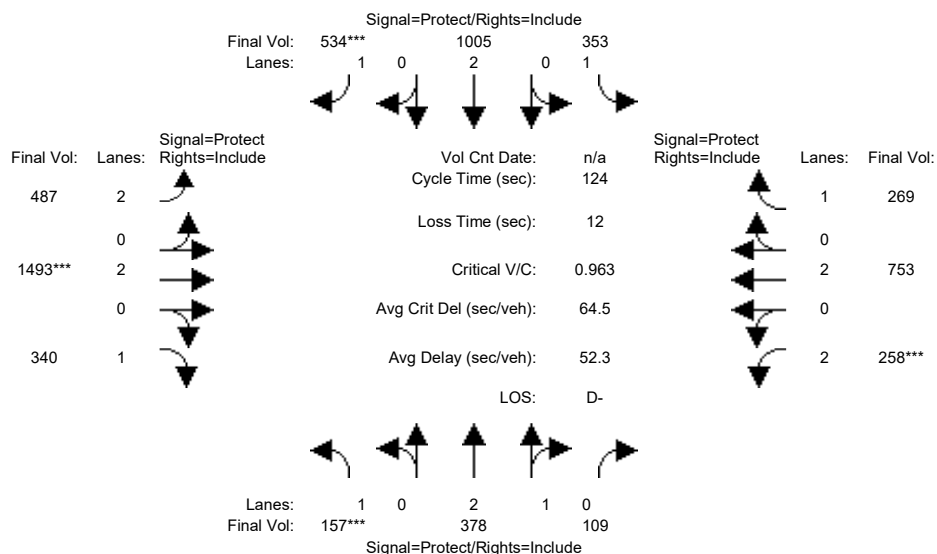 Signal=Protect/Rights=Include
Final Vol: 534*** 1005 353
Lanes: 1 0 2 0 1
Signal=Protect
Final Vol: Lanes: Rights=Include
Vol Cnt Date: n/a
Signal=Protect
Rights=Include Lanes: Final Vol:
Cycle Time (sec): 124
487 2
1 269
Loss Time (sec): 12
0
0
1493*** 2
Critical V/C: 0.963
2 753
0
Avg Crit Del (sec/veh): 64.5
0
340 1
Avg Delay (sec/veh): 52.3
2 258***
LOS: D-
Lanes: 1 0 2 1 0
Final Vol: 157*** 378 109
Signal=Protect/Rights=Include